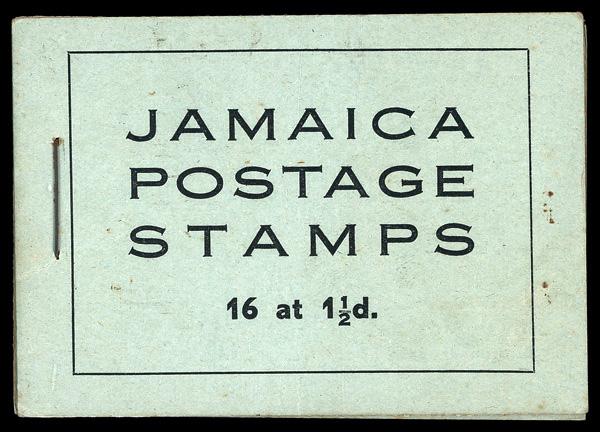 JAMAICA
POSTAGE
STAMPS
16 at 1½d.